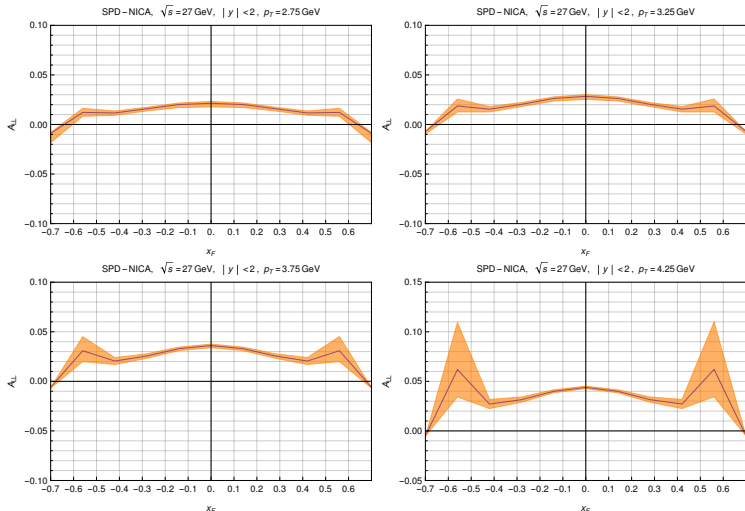 SPD-NICA, √s=27 GeV, |y|<2, p_T=2.75 GeV
0.10
0.05
0.00
−0.05
−0.10
A_LL
−0.7 −0.6 −0.5 −0.4 −0.3 −0.2 −0.1 0. 0.1 0.2 0.3 0.4 0.5 0.6
x_F
SPD-NICA, √s=27 GeV, |y|<2, p_T=3.25 GeV
0.10
0.05
0.00
−0.05
−0.10
A_LL
−0.7 −0.6 −0.5 −0.4 −0.3 −0.2 −0.1 0. 0.1 0.2 0.3 0.4 0.5 0.6
x_F
SPD-NICA, √s=27 GeV, |y|<2, p_T=3.75 GeV
0.10
0.05
0.00
−0.05
−0.10
A_LL
−0.7 −0.6 −0.5 −0.4 −0.3 −0.2 −0.1 0. 0.1 0.2 0.3 0.4 0.5 0.6
x_F
SPD-NICA, √s=27 GeV, |y|<2, p_T=4.25 GeV
0.15
0.10
0.05
0.00
−0.05
A_LL
−0.7 −0.6 −0.5 −0.4 −0.3 −0.2 −0.1 0. 0.1 0.2 0.3 0.4 0.5 0.6
x_F